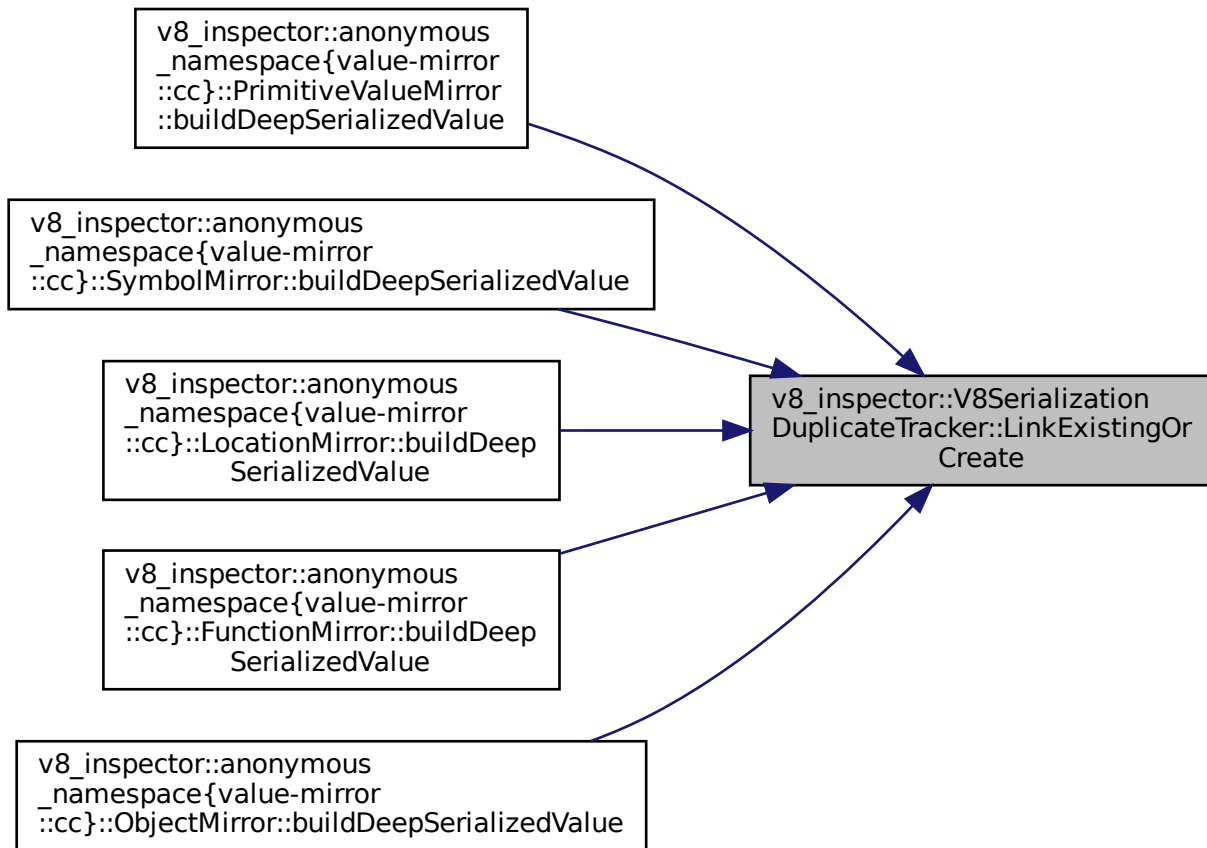 v8_inspector::anonymous
_namespace{value-mirror
::cc}::PrimitiveValueMirror
::buildDeepSerializedValue
v8_inspector::anonymous
_namespace{value-mirror
::cc}::SymbolMirror::buildDeepSerializedValue
v8_inspector::anonymous
_namespace{value-mirror
::cc}::LocationMirror::buildDeep
SerializedValue
v8_inspector::V8Serialization
DuplicateTracker::LinkExistingOr
Create
v8_inspector::anonymous
_namespace{value-mirror
::cc}::FunctionMirror::buildDeep
SerializedValue
v8_inspector::anonymous
_namespace{value-mirror
::cc}::ObjectMirror::buildDeepSerializedValue